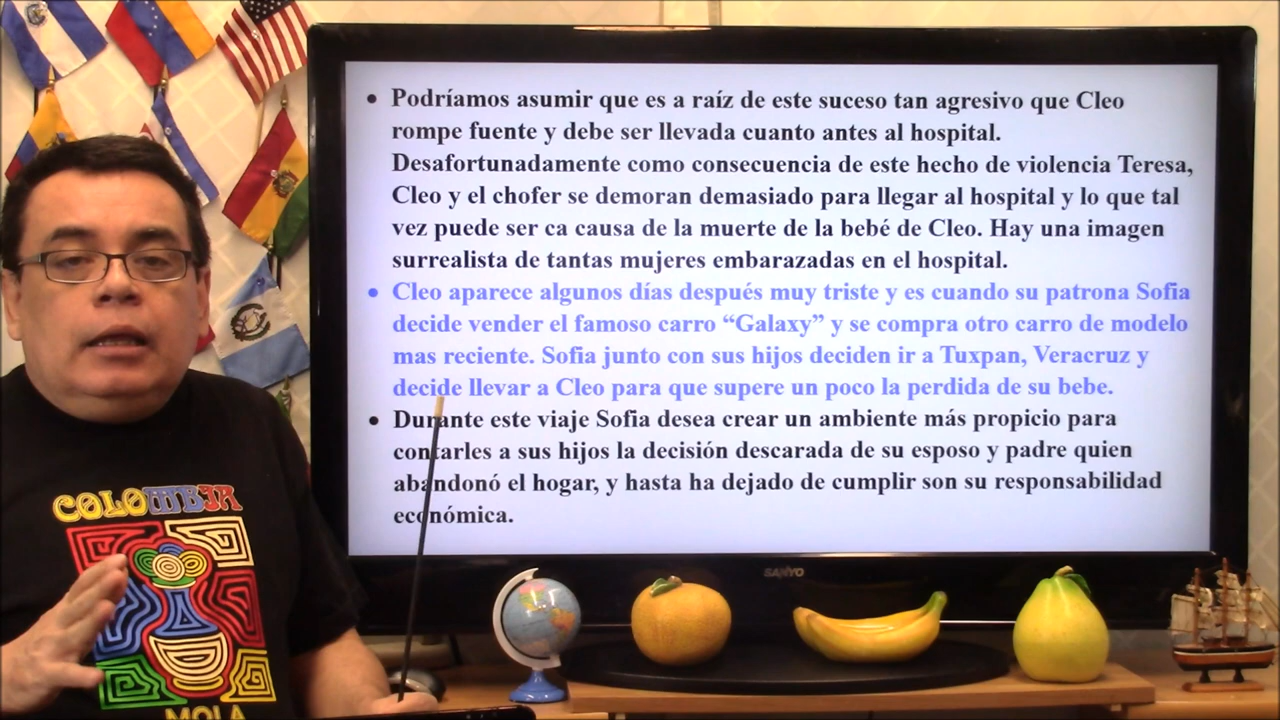 • Podríamos asumir que es a raíz de este suceso tan agresivo que Cleo
rompe fuente y debe ser llevada cuanto antes al hospital.
Desafortunadamente como consecuencia de este hecho de violencia Teresa,
Cleo y el chofer se demoran demasiado para llegar al hospital y lo que tal
vez puede ser ca causa de la muerte de la bebé de Cleo. Hay una imagen
surrealista de tantas mujeres embarazadas en el hospital.
• Cleo aparece algunos días después muy triste y es cuando su patrona Sofia
decide vender el famoso carro “Galaxy” y se compra otro carro de modelo
mas reciente. Sofia junto con sus hijos deciden ir a Tuxpan, Veracruz y
decide llevar a Cleo para que supere un poco la perdida de su bebe.
• Durante este viaje Sofia desea crear un ambiente más propicio para
contarles a sus hijos la decisión descarada de su esposo y padre quien
abandonó el hogar, y hasta ha dejado de cumplir son su responsabilidad
económica.
SANYO
COLOMBIA
MOLA